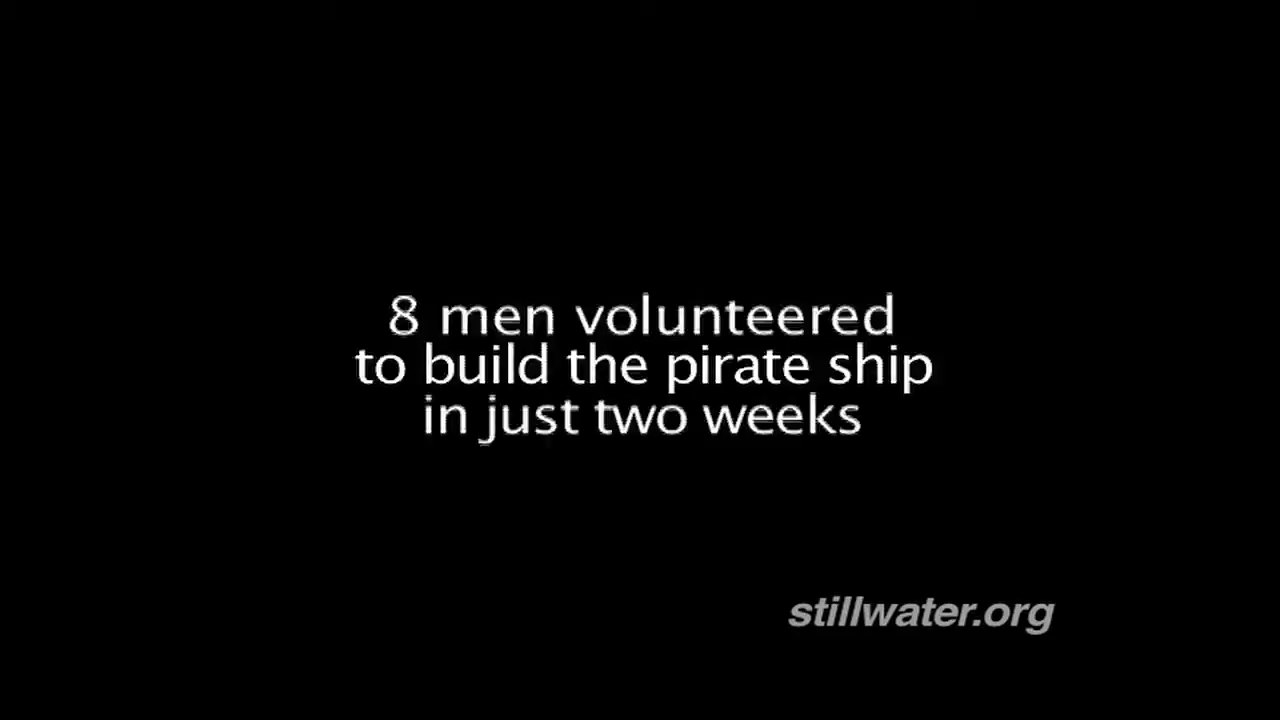 8 men volunteered
to build the pirate ship
in just two weeks
stillwater.org